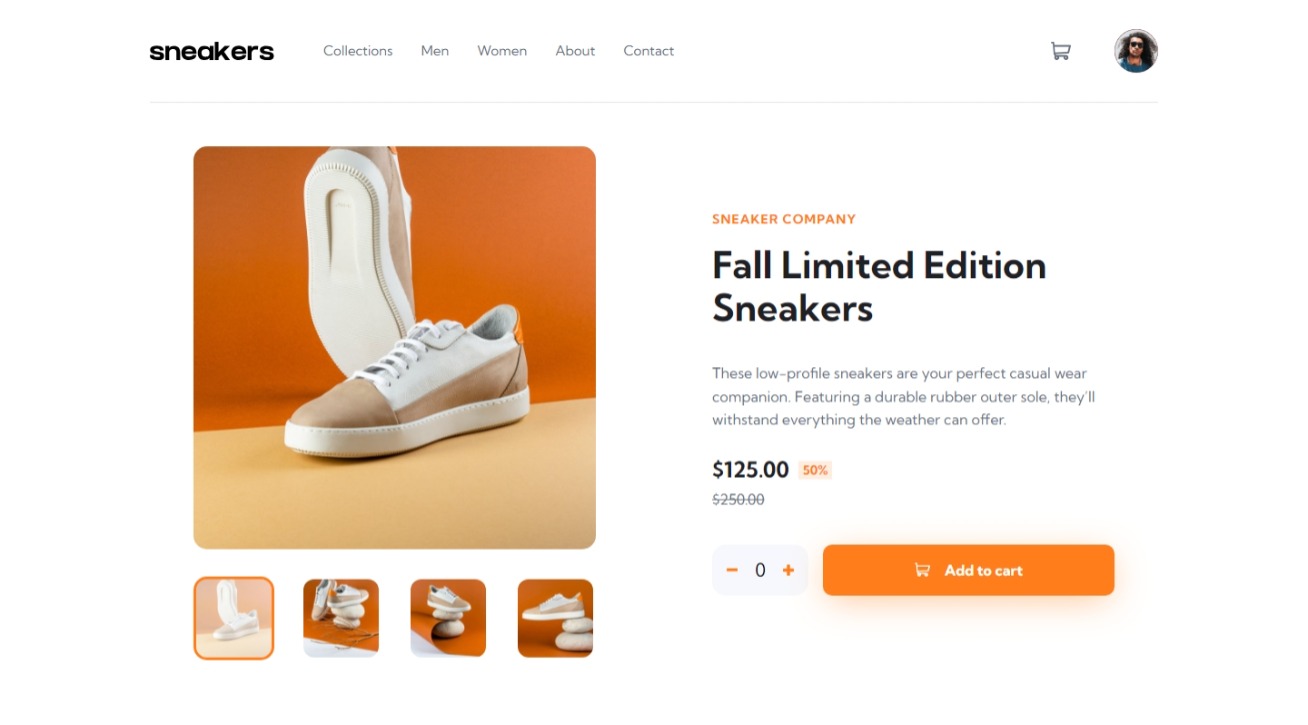 sneakers
Collections Men Women About Contact
SNEAKER COMPANY
Fall Limited Edition
Sneakers
These low-profile sneakers are your perfect casual wear
companion. Featuring a durable rubber outer sole, they'll
withstand everything the weather can offer.
$125.00 50%
$250.00
− 0 + Add to cart